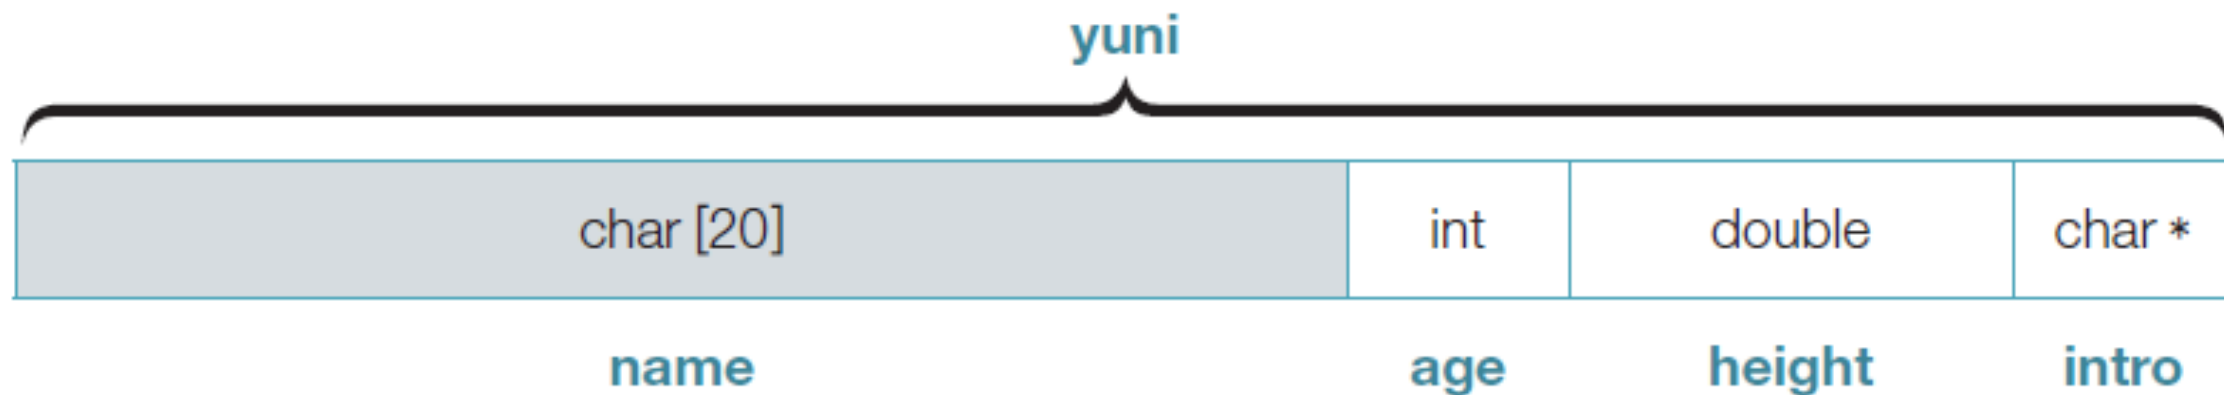 yuni
char [20] int double char *
name age height intro